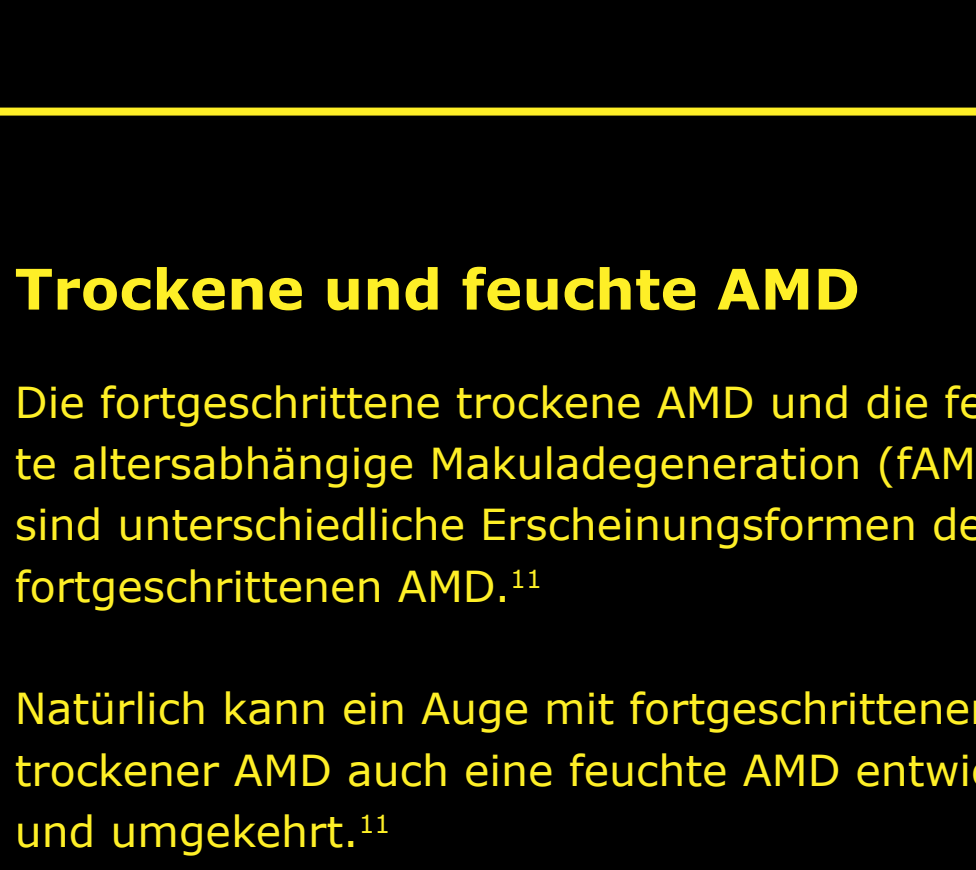 Trockene und feuchte AMD
Die fortgeschrittene trockene AMD und die fe
te altersabhängige Makuladegeneration (fAM
sind unterschiedliche Erscheinungsformen de
fortgeschrittenen AMD.¹¹
Natürlich kann ein Auge mit fortgeschrittener
trockener AMD auch eine feuchte AMD entwic
und umgekehrt.¹¹